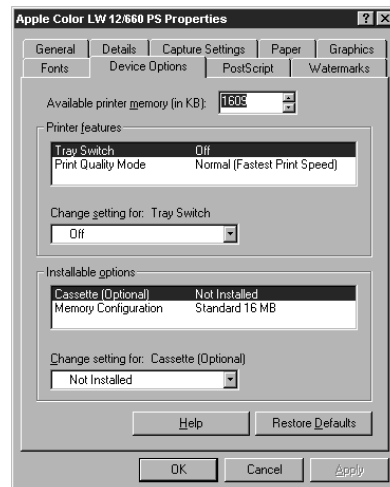 Apple Color LW 12/660 PS Properties
General Details Capture Settings Paper Graphics
Fonts Device Options PostScript Watermarks
Available printer memory (in KB): 1609
Printer features
Tray Switch Off
Print Quality Mode Normal (Fastest Print Speed)
Change setting for: Tray Switch
Off
Installable options
Cassette (Optional) Not Installed
Memory Configuration Standard 16 MB
Change setting for: Cassette (Optional)
Not Installed
Help Restore Defaults
OK Cancel Apply